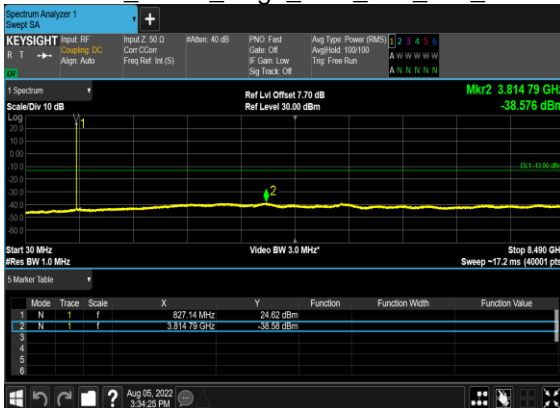 Spectrum Analyzer 1
Swept SA
+
KEYSIGHT Input: RF Input Z: 50 Ω #Atten: 40 dB PNO: Fast Avg Type: Power (RMS) 1 2 3 4 5 6
R T Coupling: DC Corr CCorr Gate: Off Avg|Hold: 100/100 A W W W W W
Align: Auto Freq Ref: Int (S) IF Gain: Low Trig: Free Run
LXI Sig Track: Off A N N N N N
1 Spectrum Ref Lvl Offset 7.70 dB Mkr2 3.814 79 GHz
Scale/Div 10 dB Ref Level 30.00 dBm -38.576 dBm
Log
20.0
10.0
0.00
-10.0
DL1 -13.00 dBm
-20.0
-30.0
-40.0
-50.0
-60.0
1
2
Start 30 MHz Video BW 3.0 MHz* Stop 8.490 GHz
#Res BW 1.0 MHz Sweep ~17.2 ms (40001 pts)
5 Marker Table
Mode Trace Scale X Y Function Function Width Function Value
1 N 1 f 827.14 MHz 24.62 dBm
2 N 1 f 3.814 79 GHz -38.58 dBm
3
4
5
6
? Aug 05, 2022
3:34:25 PM